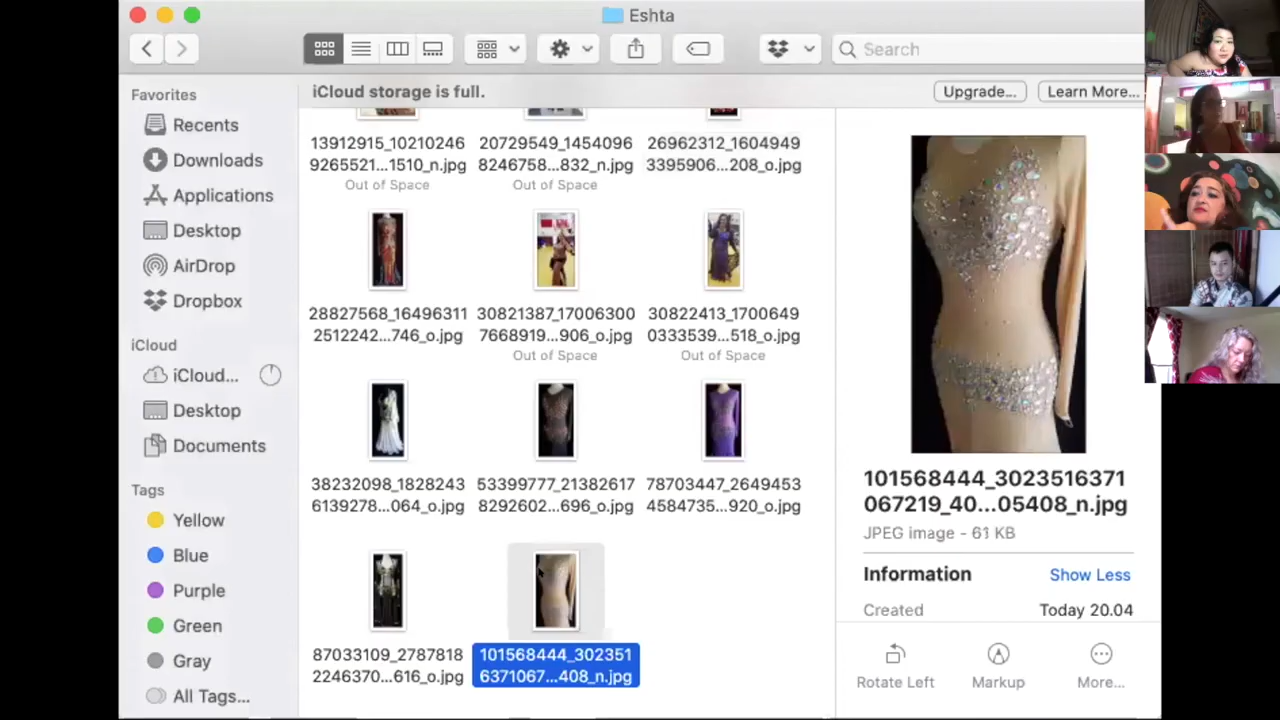 Eshta
Search
Favorites
iCloud storage is full.
Upgrade...
Learn More...
Recents
Downloads
Applications
Desktop
AirDrop
Dropbox
iCloud
iCloud...
Desktop
Documents
Tags
Yellow
Blue
Purple
Green
Gray
All Tags...
13912915_10210246
9265521...1510_n.jpg
Out of Space
20729549_1454096
8246758...832_n.jpg
Out of Space
26962312_1604949
3395906...208_o.jpg
28827568_16496311
2512242...746_o.jpg
30821387_17006300
7668919...906_o.jpg
Out of Space
30822413_1700649
0333539...518_o.jpg
Out of Space
38232098_1828243
6139278...064_o.jpg
53399777_21382617
8292602...696_o.jpg
78703447_2649453
4584735...920_o.jpg
87033109_2787818
2246370...616_o.jpg
101568444_302351
6371067...408_n.jpg
101568444_3023516371
067219_40...05408_n.jpg
JPEG image - 61 KB
Information
Show Less
Created
Today 20.04
Rotate Left
Markup
More...